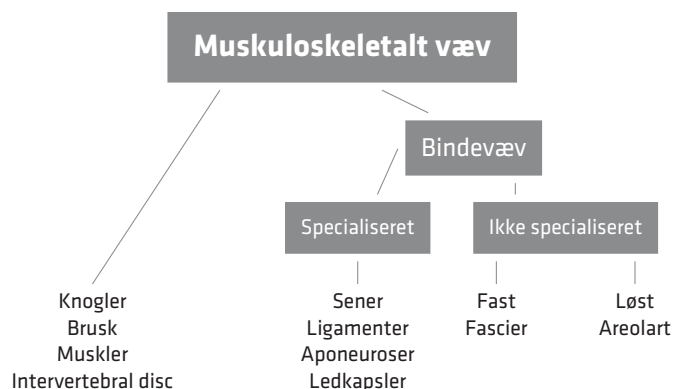 Muskuloskeletalt væv
Bindevæv
Specialiseret
Ikke specialiseret
Knogler
Brusk
Muskler
Intervertebral disc
Sener
Ligamenter
Aponeuroser
Ledkapsler
Fast
Fascier
Løst
Areolart